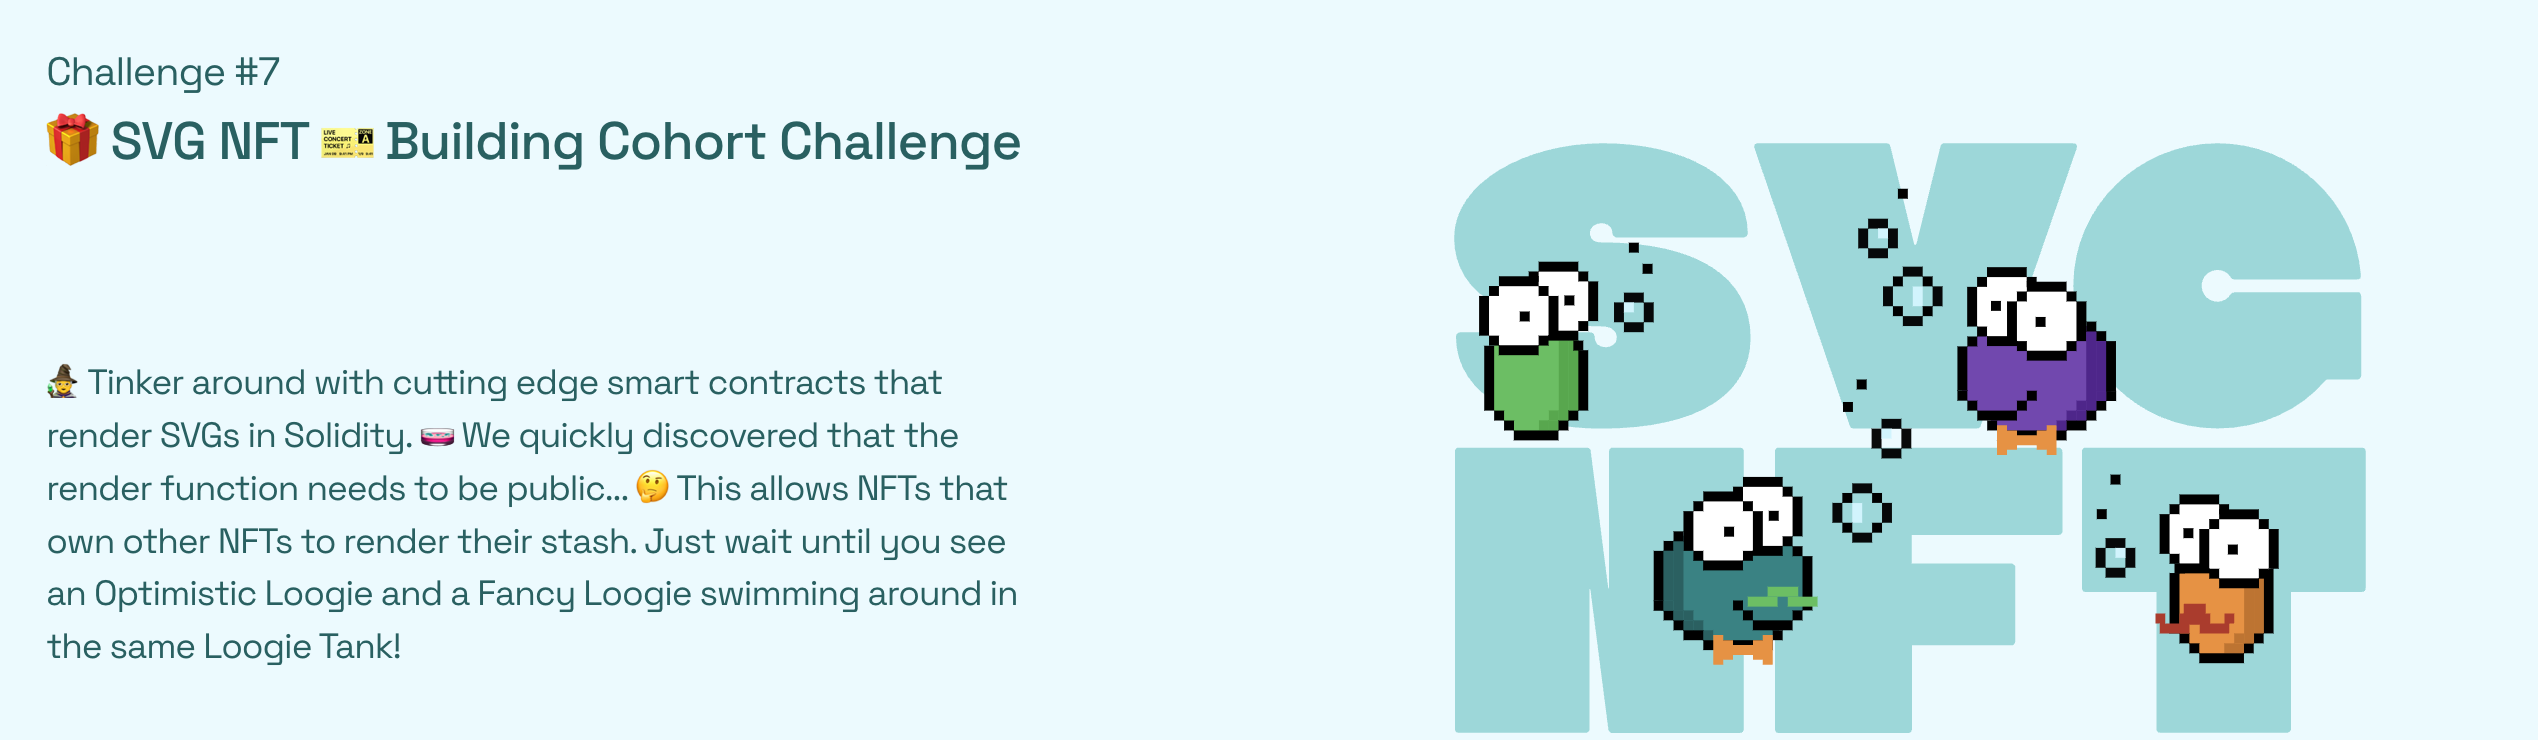 Challenge #7
🎁 SVG NFT 🎫 Building Cohort Challenge
🧙 Tinker around with cutting edge smart contracts that
render SVGs in Solidity. 🧫 We quickly discovered that the
render function needs to be public... 🤔 This allows NFTs that
own other NFTs to render their stash. Just wait until you see
an Optimistic Loogie and a Fancy Loogie swimming around in
the same Loogie Tank!
SVG
NFT